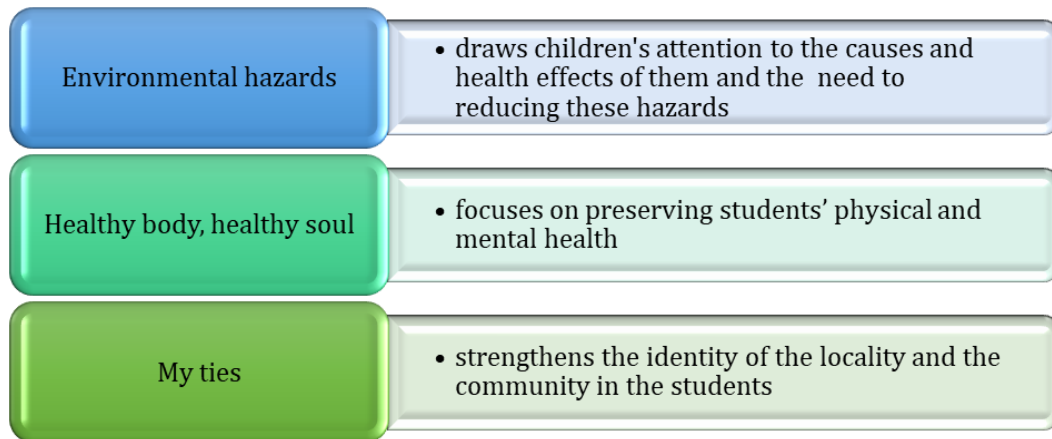 Environmental hazards
• draws children's attention to the causes and
health effects of them and the need to
reducing these hazards
Healthy body, healthy soul
• focuses on preserving students’ physical and
mental health
My ties
• strengthens the identity of the locality and the
community in the students